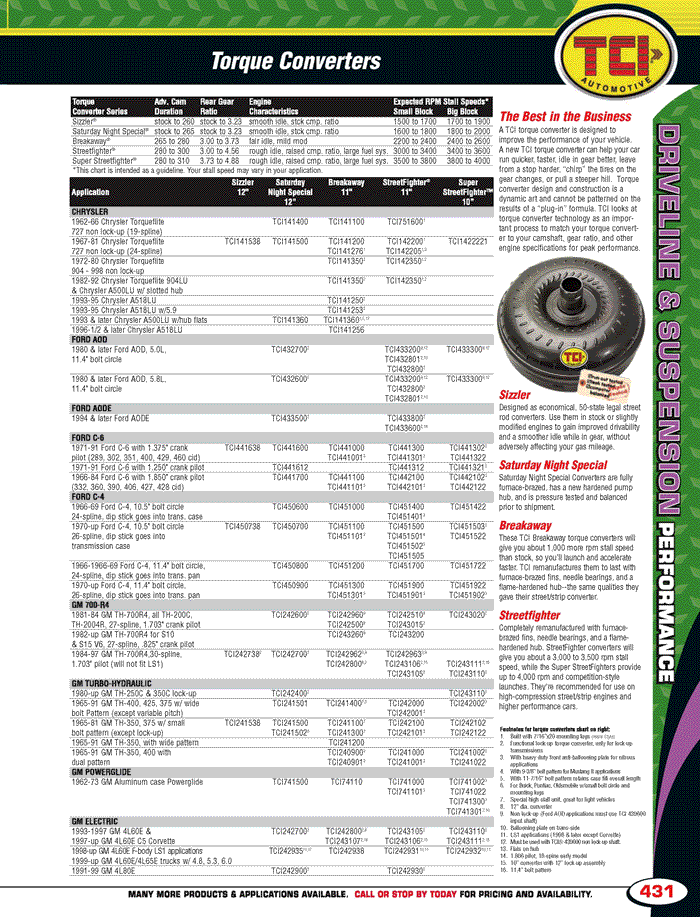 Torque Converters
TCI
AUTOMOTIVE
Torque Adv. Cam Rear Gear Engine Expected RPM Stall Speeds*
Converter Series Duration Ratio Characteristics Small Block Big Block
Sizzler® stock to 260 stock to 3.23 smooth idle, stck cmp. ratio 1500 to 1700 1700 to 1900
Saturday Night Special® stock to 265 stock to 3.23 smooth idle, stck cmp. ratio 1600 to 1800 1800 to 2000
Breakaway® 265 to 280 3.00 to 3.73 fair idle, mild mod 2200 to 2400 2400 to 2600
Streetfighter® 280 to 300 3.00 to 4.56 rough idle, raised cmp. ratio, large fuel sys. 3000 to 3400 3400 to 3600
Super Streetfighter® 280 to 310 3.73 to 4.88 rough idle, raised cmp. ratio, large fuel sys. 3500 to 3800 3800 to 4000
*This chart is intended as a guideline. Your stall speed may vary in your application.
Sizzler Saturday Breakaway StreetFighter® Super
Application 12" Night Special 11" 11" StreetFighter™
12" 10"
CHRYSLER
1962-66 Chrysler Torqueflite TCI141400 TCI141100 TCI751600
727 non lock-up (19-spline)
1967-81 Chrysler Torqueflite TCI141538 TCI141500 TCI141200 TCI142200 TCI1422221
727 non lock-up (24-spline) TCI141276 TCI142205
1972-80 Chrysler Torqueflite TCI141350 TCI142350
904 - 998 non lock-up
1982-92 Chrysler Torqueflite 904LU TCI141350 TCI142350
& Chrysler A500LU w/ slotted hub
1993-95 Chrysler A518LU TCI141250
1993-95 Chrysler A518LU w/5.9 TCI141253
1993 & later Chrysler A500LU w/hub flats TCI141360 TCI141360
1996-1/2 & later Chrysler A518LU TCI141256
FORD AOD
1980 & later Ford AOD, 5.0L, TCI432700 TCI433200 TCI433300
11.4" bolt circle TCI432801
TCI432800
1980 & later Ford AOD, 5.8L, TCI432600 TCI433200 TCI433300
11.4" bolt circle TCI432800
TCI432801
FORD AODE
1994 & later Ford AODE TCI433500 TCI433800
TCI433600
FORD C-6
1971-91 Ford C-6 with 1.375" crank TCI441638 TCI441600 TCI441000 TCI441300 TCI441302
pilot (289, 302, 351, 400, 429, 460 cid) TCI441001 TCI441301 TCI441322
1971-91 Ford C-6 with 1.250" crank pilot TCI441612 TCI441312 TCI441321
1966-84 Ford C-6 with 1.850" crank pilot TCI441700 TCI441100 TCI442100 TCI442102
(332, 360, 390, 406, 427, 428 cid) TCI441101 TCI442101 TCI442122
FORD C-4
1966-69 Ford C-4, 10.5" bolt circle TCI450600 TCI451000 TCI451400 TCI451422
24-spline, dip stick goes into trans. case TCI451401
1970-up Ford C-4, 10.5" bolt circle TCI450738 TCI450700 TCI451100 TCI451500 TCI451503
26-spline, dip stick goes into TCI451101 TCI451501 TCI451522
transmission case TCI451502
TCI451505
1966-1966-69 Ford C-4, 11.4" bolt circle, TCI450800 TCI451200 TCI451700 TCI451722
24-spline, dip stick goes into trans. pan
1970-up Ford C-4, 11.4" bolt circle, TCI450900 TCI451300 TCI451900 TCI451922
26-spline, dip stick goes into trans. pan TCI451301 TCI451901 TCI451902
GM 700-R4
1981-84 GM TH-700R4, all TH-200C, TCI242600 TCI242960 TCI242510 TCI243020
TH-2004R, 27-spline, 1.703" crank pilot TCI242500 TCI243015
1982-up GM TH-700R4 for S10 TCI243260 TCI243200
& S15 V6, 27-spline, .825" crank pilot
1984-97 GM TH-700R4,30-spline, TCI242738 TCI242700 TCI242962 TCI242963
1.703" pilot (will not fit LS1) TCI242800 TCI243106 TCI243111
TCI243105 TCI243110
GM TURBO-HYDRAULIC
1980-up GM TH-250C & 350C lock-up TCI242400 TCI243110
1965-91 GM TH-400, 425, 375 w/ wide TCI241501 TCI241400 TCI242000 TCI242002
bolt Pattern (except variable pitch) TCI242001
1965-81 GM TH-350, 375 w/ small TCI241538 TCI241500 TCI241100 TCI242100 TCI242102
bolt pattern (except lock-up) TCI241502 TCI241300 TCI242101 TCI242122
1965-91 GM TH-350, with wide pattern TCI241200
1965-91 GM TH-350, 400 with TCI240900 TCI241000 TCI241002
dual pattern TCI240901 TCI241001 TCI241022
GM POWERGLIDE
1962-73 GM Aluminum case Powerglide TCI741500 TCI74110 TCI741000 TCI741002
TCI741101 TCI741022
TCI741300
TCI741301
GM ELECTRIC
1993-1997 GM 4L60E & TCI242700 TCI242800 TCI243105 TCI243110
1997-up GM 4L60E C5 Corvette TCI243107 TCI243106 TCI243111
1998-up GM 4L60E F-body LS1 applications TCI242935 TCI242938 TCI242931 TCI242932
1999-up GM 4L60E/4L65E trucks w/ 4.8, 5.3, 6.0
1991-99 GM 4L80E TCI242900 TCI242930
The Best in the Business
A TCI torque converter is designed to
improve the performance of your vehicle.
A new TCI torque converter can help your car
run quicker, faster, idle in gear better, leave
from a stop harder, "chirp" the tires on the
gear changes, or pull a steeper hill. Torque
converter design and construction is a
dynamic art and cannot be patterned on the
results of a "plug-in" formula. TCI looks at
torque converter technology as an impor-
tant process to match your torque convert-
er to your camshaft, gear ratio, and other
engine specifications for peak performance.
TCI
Sizzler
Designed as economical, 50-state legal street
rod converters. Use them in stock or slightly
modified engines to gain improved drivability
and a smoother idle while in gear, without
adversely affecting your gas mileage.
Saturday Night Special
Saturday Night Special Converters are fully
furnace-brazed, has a new hardened pump
hub, and is pressure tested and balanced
prior to shipment.
Breakaway
These TCI Breakaway torque converters will
give you about 1,000 more rpm stall speed
than stock, so you'll launch and accelerate
faster. TCI remanufactures them to last with
furnace-brazed fins, needle bearings, and a
flame-hardened hub--the same qualities they
gave their street/strip converter.
Streetfighter
Completely remanufactured with furnace-
brazed fins, needle bearings, and a flame-
hardened hub. StreetFighter converters will
give you about a 3,000 to 3,500 rpm stall
speed, while the Super StreetFighters provide
up to 4,000 rpm and competition-style
launches. They're recommended for use on
high-compression street/strip engines and
higher performance cars.
Footnotes for torque converters chart on right:
1. Built with 7/16"x20 mounting lugs
2. Functional lock-up torque converter, only for lock-up
transmissions
3. With heavy duty front anti-ballooning plate for nitrous
applications
4. With 9-3/8" bolt pattern for Mustang II applications
5. With 11-7/16" bolt pattern retains case fill overall length
6. For Buick, Pontiac, Oldsmobile w/small bolt circle and
mounting lugs
7. Special high stall unit, great for light vehicles
8. 12" dia. converter
9. Non lock-up (Ford AOD) applications must use TCI 439600
input shaft)
10. Ballooning plate on trans-side
11. LS1 applications (1998 & later except Corvette)
12. Must be used with TCI® 439600 non lock-up shaft
13. Flats on hub
14. 1.806 pilot, 18-spline early model
15. 10" converter with 12" lock up assembly
16. 11.4" bolt pattern
DRIVELINE & SUSPENSION PERFORMANCE
MANY MORE PRODUCTS & APPLICATIONS AVAILABLE. CALL OR STOP BY TODAY FOR PRICING AND AVAILABILITY.
431